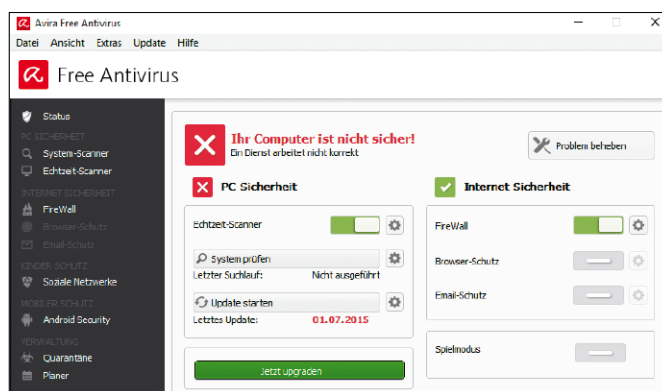 Avira Free Antivirus
Datei Ansicht Extras Update Hilfe
Free Antivirus
Status
PC SICHERHEIT
System-Scanner
Echtzeit-Scanner
INTERNET SICHERHEIT
FireWall
Browser-Schutz
Email-Schutz
KINDER-SCHUTZ
Soziale Netzwerke
MOBILER SCHUTZ
Android Security
VERWALTUNG
Quarantäne
Planer
Ihr Computer ist nicht sicher!
Ein Dienst arbeitet nicht korrekt
Problem beheben
PC Sicherheit
Echtzeit-Scanner
System prüfen
Letzter Suchlauf: Nicht ausgeführt
Update starten
Letztes Update: 01.07.2015
Jetzt upgraden
Internet Sicherheit
FireWall
Browser-Schutz
Email-Schutz
Spielmodus